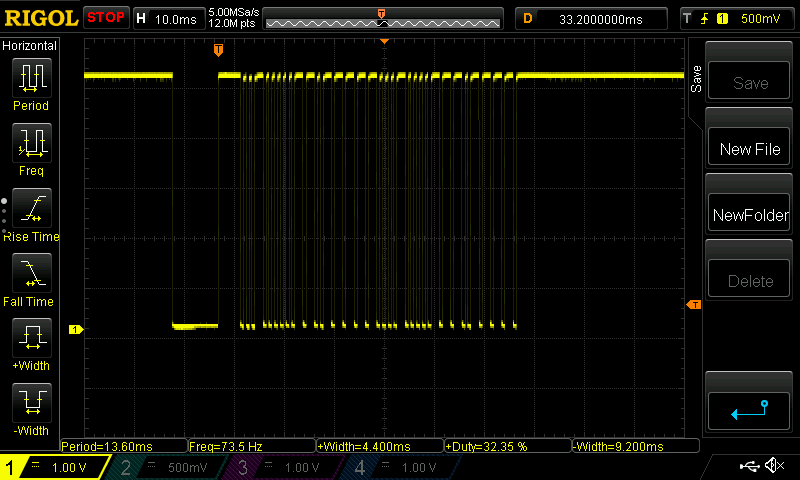 RIGOL STOP H 10.0ms 5.00MSa/s 12.0M pts T D 33.2000000ms T 1 500mV
Horizontal
T
Save
Period
Save
Freq
New File
Rise Time
NewFolder
Fall Time
Delete
T
1
+Width
-Width
Period=13.60ms Freq=73.5 Hz +Width=4.400ms +Duty=32.35 % -Width=9.200ms
1 1.00 V 2 500mV 3 1.00 V 4 1.00 V